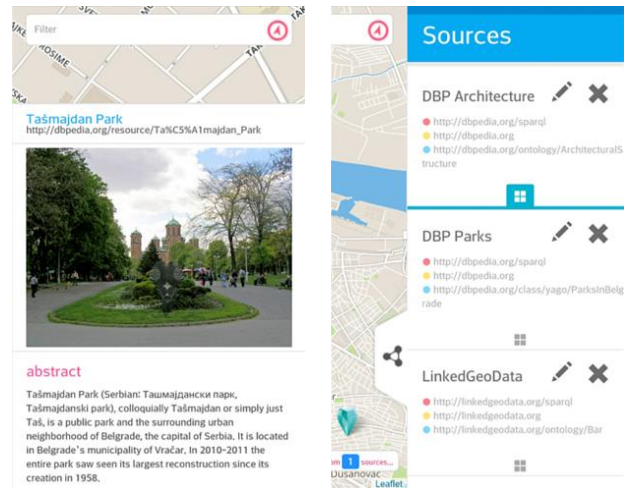 Filter
KOSIME
TAK
Tašmajdan Park
http://dbpedia.org/resource/Ta%C5%A1majdan_Park
abstract
Tašmajdan Park (Serbian: Ташмајдански парк,
Tašmajdanski park), colloquially Tašmajdan or simply just
Taš, is a public park and the surrounding urban
neighborhood of Belgrade, the capital of Serbia. It is located
in Belgrade's municipality of Vračar. In 2010-2011 the
entire park saw seen its largest reconstruction since its
creation in 1958.
Sources
DBP Architecture
http://dbpedia.org/sparql
http://dbpedia.org
http://dbpedia.org/ontology/ArchitecturalS
tructure
DBP Parks
http://dbpedia.org/sparql
http://dbpedia.org
http://dbpedia.org/class/yago/ParksInBelg
rade
LinkedGeoData
http://linkedgeodata.org/sparql
http://linkedgeodata.org
http://linkedgeodata.org/ontology/Bar
om 1 sources...
Dušanovac
Leaflet